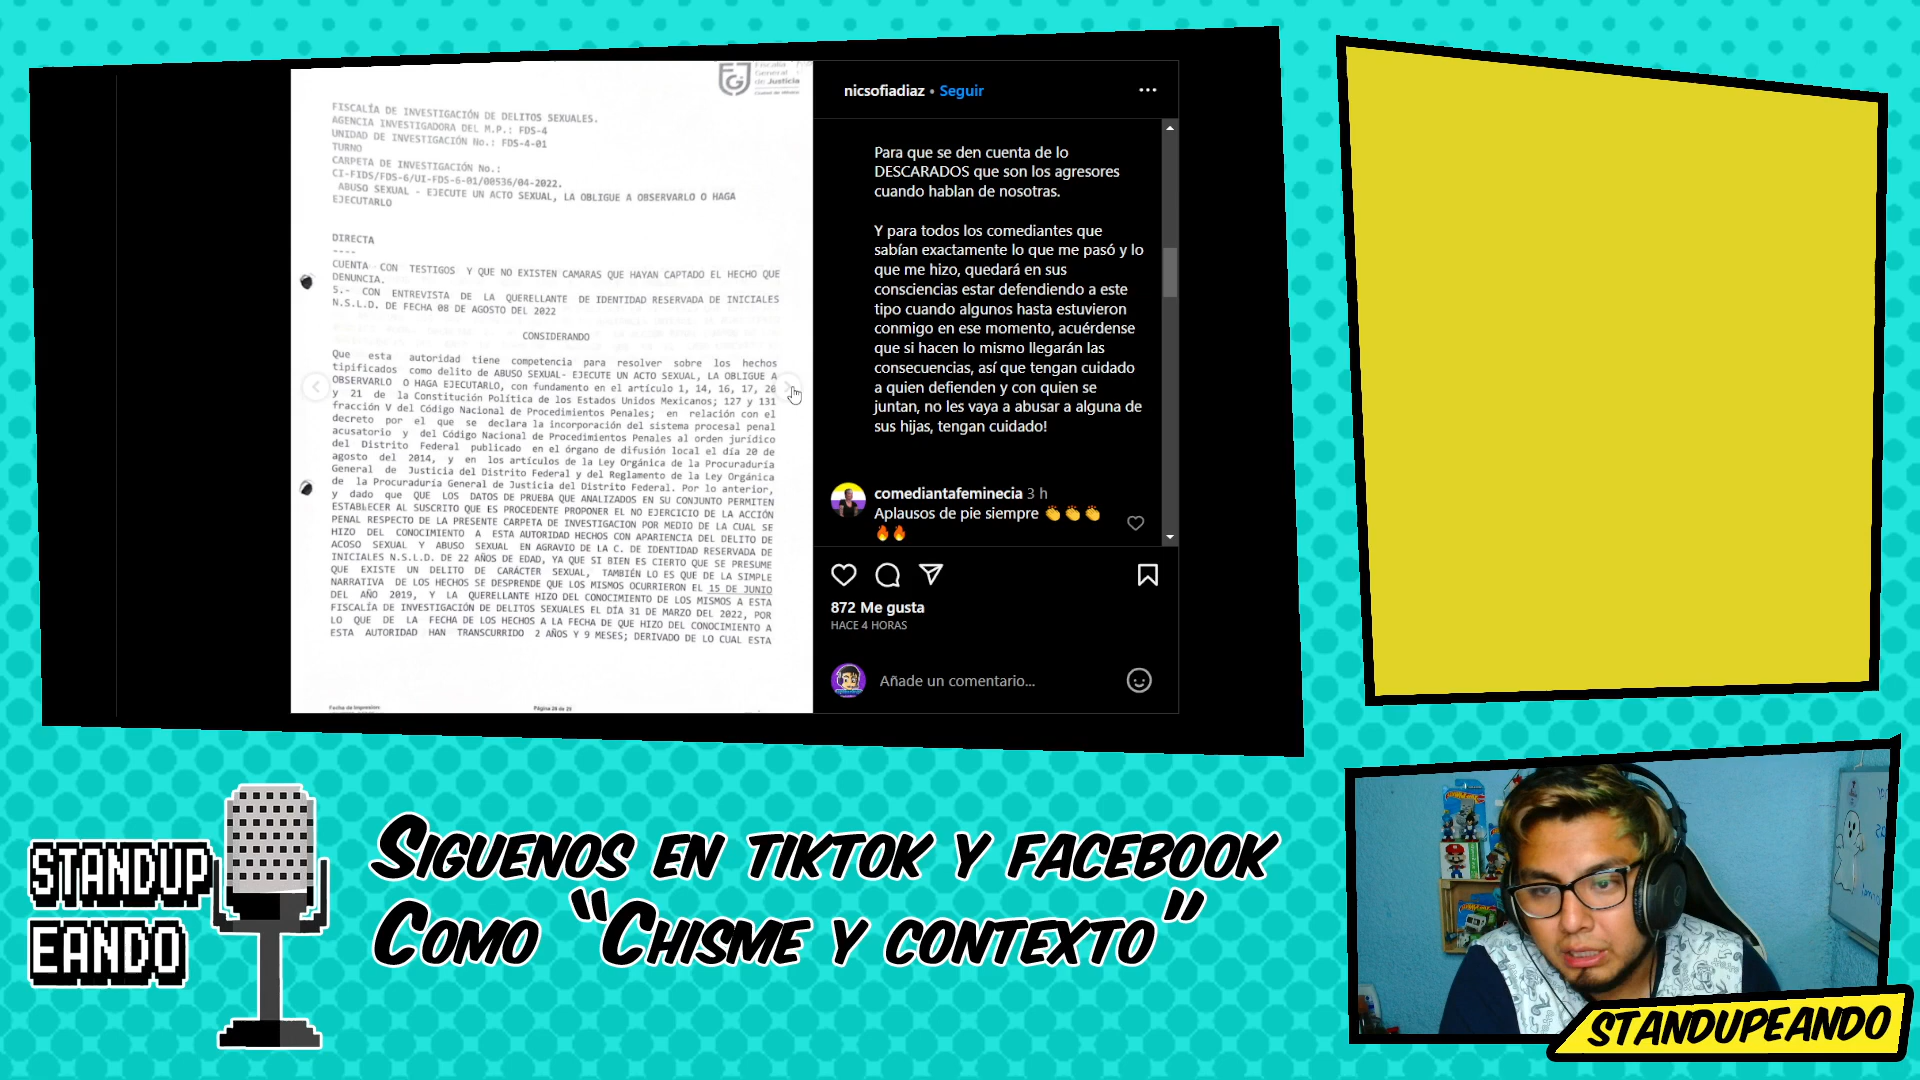 Fiscalía
General
de Justicia
Ciudad de México
FISCALÍA DE INVESTIGACIÓN DE DELITOS SEXUALES.
AGENCIA INVESTIGADORA DEL M.P.: FDS-4
UNIDAD DE INVESTIGACIÓN No.: FDS-4-01
TURNO
CARPETA DE INVESTIGACIÓN No.:
CI-FIDS/FDS-6/UI-FDS-6-01/00536/04-2022.
ABUSO SEXUAL - EJECUTE UN ACTO SEXUAL, LA OBLIGUE A OBSERVARLO O HAGA
EJECUTARLO
DIRECTA
----
CUENTA CON TESTIGOS Y QUE NO EXISTEN CAMARAS QUE HAYAN CAPTADO EL HECHO QUE
DENUNCIA.
5.- CON ENTREVISTA DE LA QUERELLANTE DE IDENTIDAD RESERVADA DE INICIALES
N.S.L.D. DE FECHA 08 DE AGOSTO DEL 2022
CONSIDERANDO
Que esta autoridad tiene competencia para resolver sobre los hechos
tipificados como delito de ABUSO SEXUAL- EJECUTE UN ACTO SEXUAL, LA OBLIGUE A
OBSERVARLO O HAGA EJECUTARLO, con fundamento en el artículo 1, 14, 16, 17, 20
y 21 de la Constitución Política de los Estados Unidos Mexicanos; 127 y 131
fracción V del Código Nacional de Procedimientos Penales; en relación con el
decreto por el que se declara la incorporación del sistema procesal penal
acusatorio y del Código Nacional de Procedimientos Penales al orden jurídico
del Distrito Federal publicado en el órgano de difusión local el día 20 de
agosto del 2014, y en los artículos de la Ley Orgánica de la Procuraduría
General de Justicia del Distrito Federal y del Reglamento de la Ley Orgánica
de la Procuraduría General de Justicia del Distrito Federal. Por lo anterior,
y dado que QUE LOS DATOS DE PRUEBA QUE ANALIZADOS EN SU CONJUNTO PERMITEN
ESTABLECER AL SUSCRITO QUE ES PROCEDENTE PROPONER EL NO EJERCICIO DE LA ACCIÓN
PENAL RESPECTO DE LA PRESENTE CARPETA DE INVESTIGACION POR MEDIO DE LA CUAL SE
HIZO DEL CONOCIMIENTO A ESTA AUTORIDAD HECHOS CON APARIENCIA DEL DELITO DE
ACOSO SEXUAL Y ABUSO SEXUAL EN AGRAVIO DE LA C. DE IDENTIDAD RESERVADA DE
INICIALES N.S.L.D. DE 22 AÑOS DE EDAD, YA QUE SI BIEN ES CIERTO QUE SE PRESUME
QUE EXISTE UN DELITO DE CARÁCTER SEXUAL, TAMBIÉN LO ES QUE DE LA SIMPLE
NARRATIVA DE LOS HECHOS SE DESPRENDE QUE LOS MISMOS OCURRIERON EL 15 DE JUNIO
DEL AÑO 2019, Y LA QUERELLANTE HIZO DEL CONOCIMIENTO DE LOS MISMOS A ESTA
FISCALÍA DE INVESTIGACIÓN DE DELITOS SEXUALES EL DÍA 31 DE MARZO DEL 2022, POR
LO QUE DE LA FECHA DE LOS HECHOS A LA FECHA DE QUE HIZO DEL CONOCIMIENTO A
ESTA AUTORIDAD HAN TRANSCURRIDO 2 AÑOS Y 9 MESES; DERIVADO DE LO CUAL ESTA
Fecha de impresión:
nicsofiadiaz • Seguir
Para que se den cuenta de lo
DESCARADOS que son los agresores
cuando hablan de nosotras.
Y para todos los comediantes que
sabían exactamente lo que me pasó y lo
que me hizo, quedará en sus
consciencias estar defendiendo a este
tipo cuando algunos hasta estuvieron
conmigo en ese momento, acuérdense
que si hacen lo mismo llegarán las
consecuencias, así que tengan cuidado
a quien defienden y con quien se
juntan, no les vaya a abusar a alguna de
sus hijas, tengan cuidado!
comediantafeminecia 3 h
Aplausos de pie siempre 👏👏👏
🔥🔥
872 Me gusta
HACE 4 HORAS
Añade un comentario...
STANDUP
EANDO
SIGUENOS EN TIKTOK Y FACEBOOK
COMO "CHISME Y CONTEXTO"
STANDUPEANDO